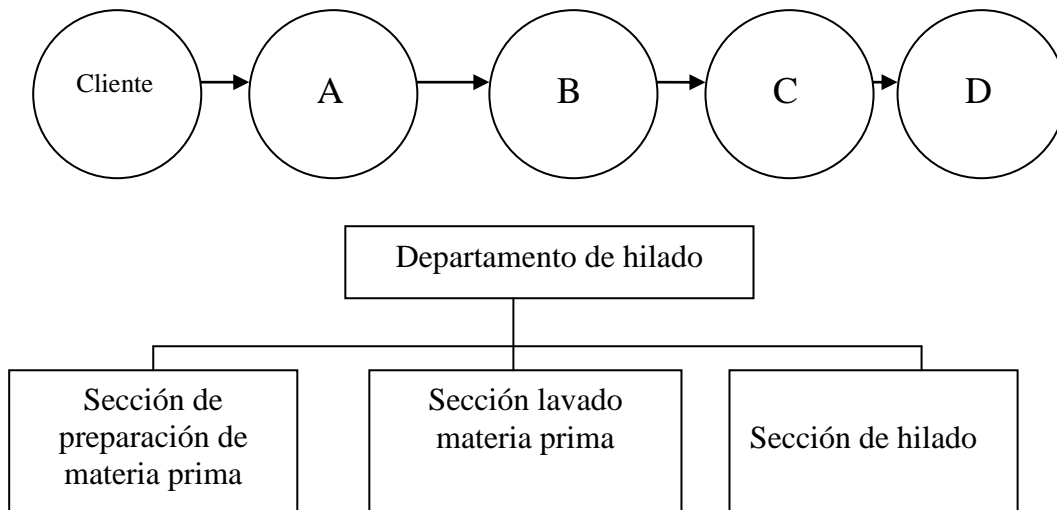 Cliente
A
B
C
D
Departamento de hilado
Sección de
preparación de
materia prima
Sección lavado
materia prima
Sección de hilado